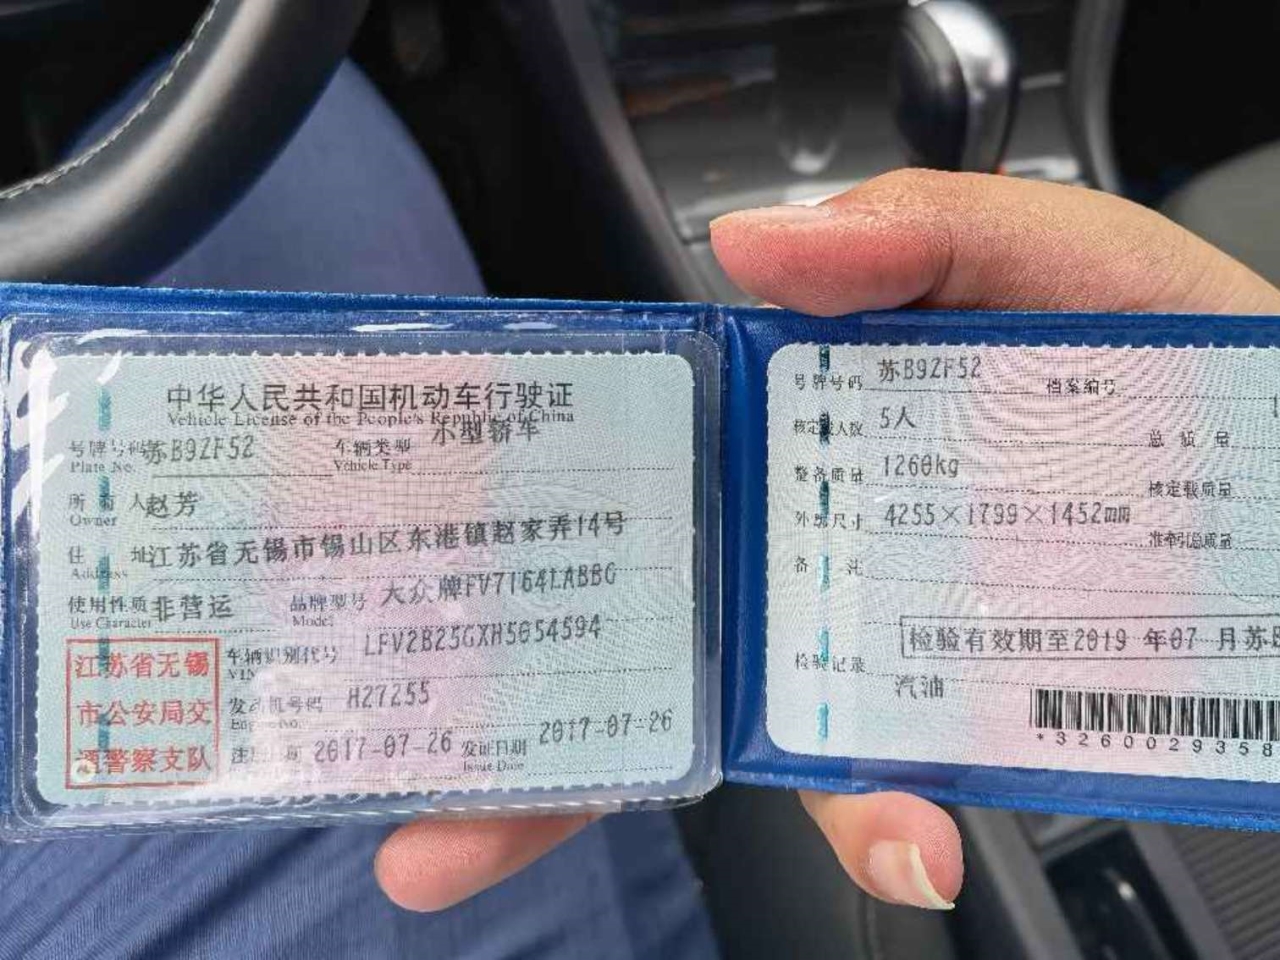 中华人民共和国机动车行驶证
Vehicle License of the People's Republic of China
号牌号码 苏B9ZF52 车辆类型 小型轿车
Plate No. Vehicle Type
所有人 赵芳
Owner
住址 江苏省无锡市锡山区东港镇赵家弄14号
Address
使用性质 非营运 品牌型号 大众牌FV7164LABBG
Use Character Model
江苏省无锡
市公安局交
通警察支队
车辆识别代号 LFV2B25GXH5054594
VIN
发动机号码 H27255
Engine No.
注册日期 2017-07-26 发证日期 2017-07-26
Issue Date
号牌号码 苏B9ZF52 档案编号
核定载人数 5人 总质量
整备质量 1260kg 核定载质量
外廓尺寸 4255×1799×1452mm 准牵引总质量
备注
检验有效期至2019年07月苏
检验记录
汽油
*3260029358